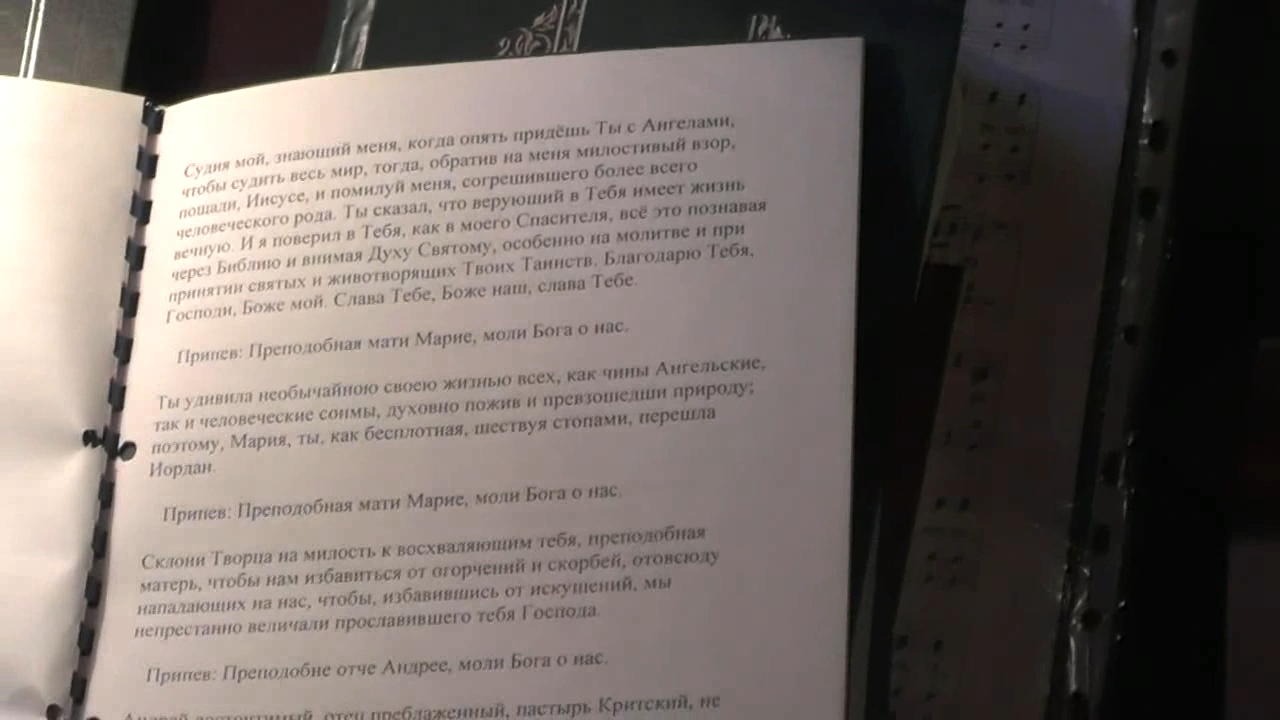 Судия мой, знающий меня, когда опять придёшь Ты с Ангелами,
чтобы судить весь мир, тогда, обратив на меня милостивый взор,
пощади, Иисусе, и помилуй меня, согрешившего более всего
человеческого рода. Ты сказал, что верующий в Тебя имеет жизнь
вечную. И я поверил в Тебя, как в моего Спасителя, всё это познавая
через Библию и внимая Духу Святому, особенно на молитве и при
принятии святых и животворящих Твоих Таинств. Благодарю Тебя,
Господи, Боже мой. Слава Тебе, Боже наш, слава Тебе.
Припев: Преподобная мати Марие, моли Бога о нас.
Ты удивила необычайною своею жизнью всех, как чины Ангельские,
так и человеческие сонмы, духовно пожив и превзошедши природу;
поэтому, Мария, ты, как бесплотная, шествуя стопами, перешла
Иордан.
Припев: Преподобная мати Марие, моли Бога о нас.
Склони Творца на милость к восхваляющим тебя, преподобная
матерь, чтобы нам избавиться от огорчений и скорбей, отовсюду
нападающих на нас, чтобы, избавившись от искушений, мы
непрестанно величали прославившего тебя Господа.
Припев: Преподобне отче Андрее, моли Бога о нас.
Андрей досточтимый, отец преблаженный, пастырь Критский, не